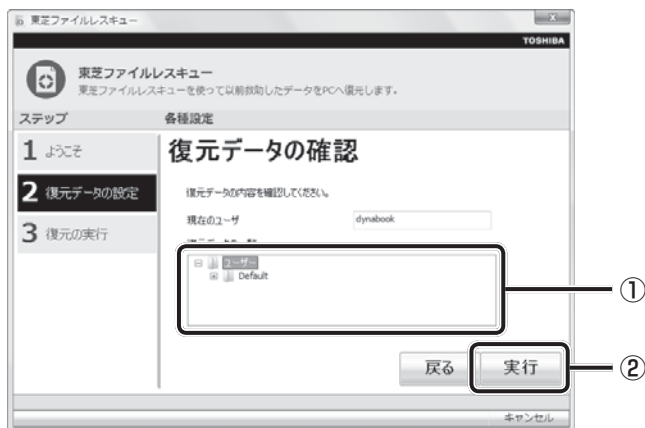 東芝ファイルレスキュー
TOSHIBA
東芝ファイルレスキュー
東芝ファイルレスキューを使って以前救助したデータをPCへ復元します。
ステップ
各種設定
1 ようこそ
2 復元データの設定
3 復元の実行
復元データの確認
復元データの内容を確認してください。
現在のユーザ
dynabook
ユーザー
Default
①
戻る
実行
②
キャンセル